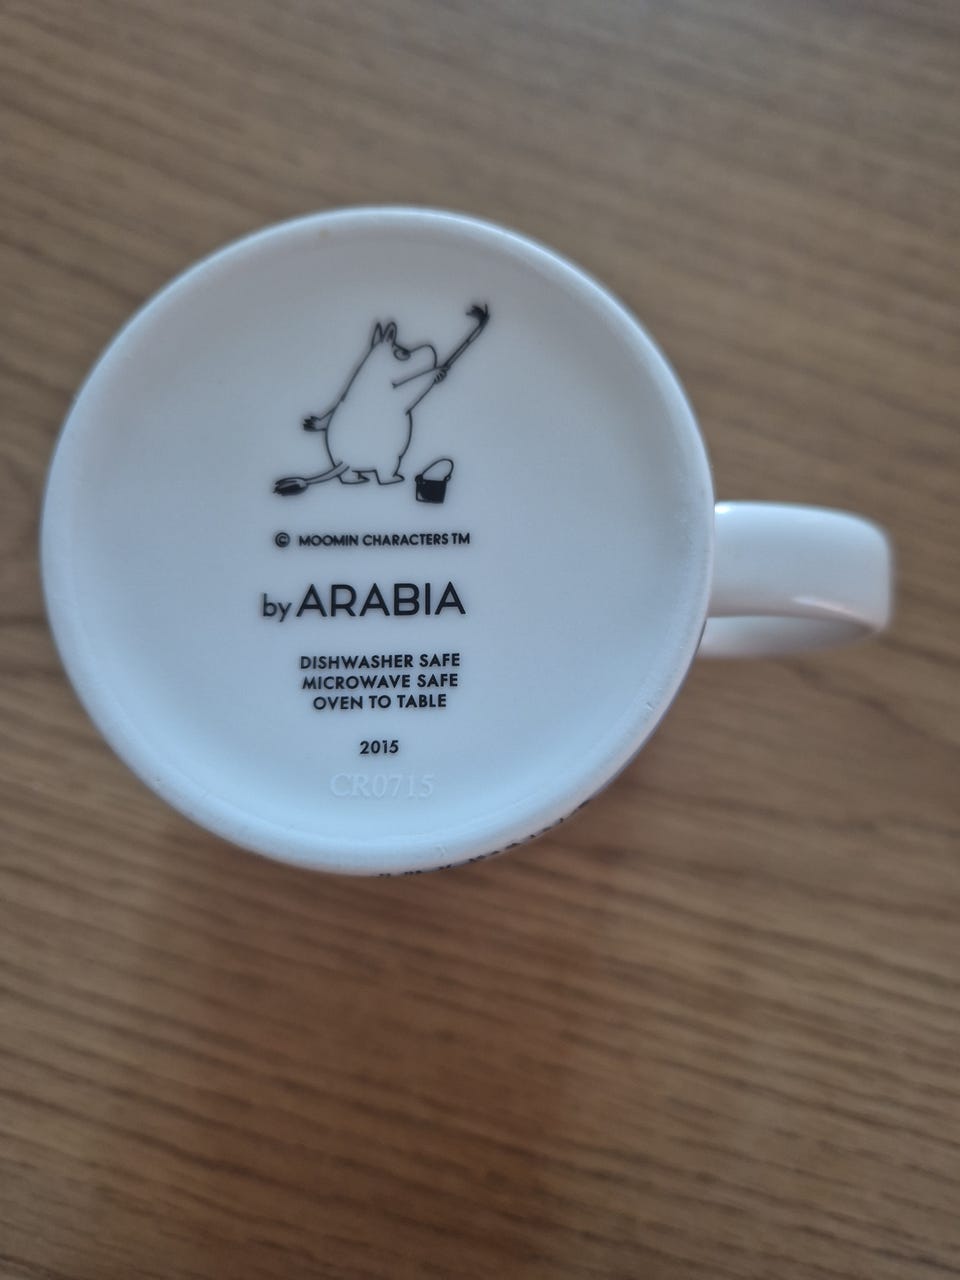 © MOOMIN CHARACTERS TM
by ARABIA
DISHWASHER SAFE
MICROWAVE SAFE
OVEN TO TABLE
2015
CR0715